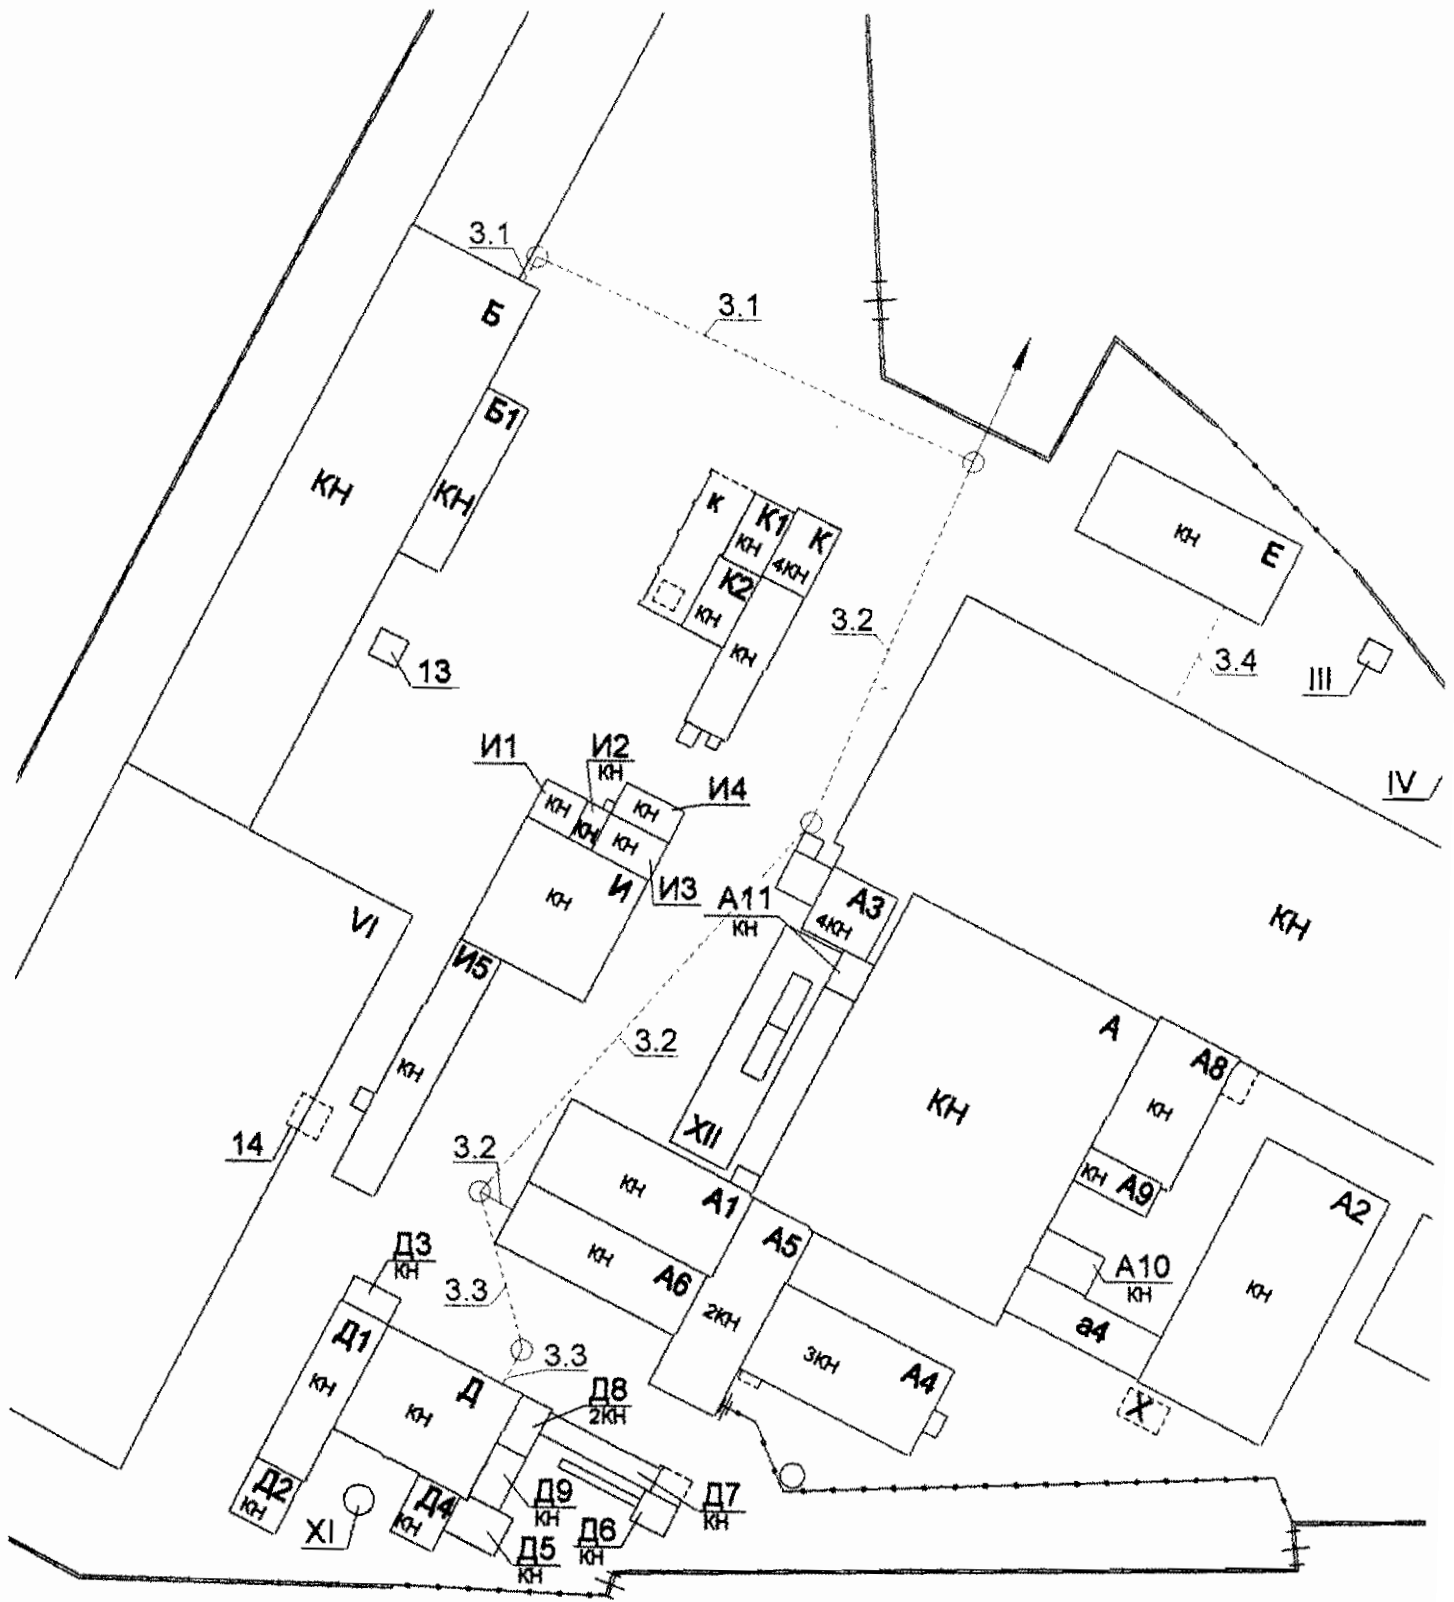 3.1
3.1
Б
Б1
КН
КН
к
К1
КН
К
4КН
К2
КН
КН
КН
Е
3.2
3.4
III
13
И1
И2
КН
И4
КН
КН
КН
КН
И3
И
КН
IV
А11
КН
А3
4КН
КН
VI
И5
КН
А
3.2
А8
КН
КН
14
XII
3.2
КН
А1
КН
А9
А2
КН
А5
КН
А6
2КН
Д3
КН
3.3
А10
КН
а4
Д1
КН
3.3
3КН
А4
Д
КН
Д8
2КН
X
Д2
КН
XI
Д4
КН
Д9
КН
Д7
КН
Д6
КН
Д5
КН